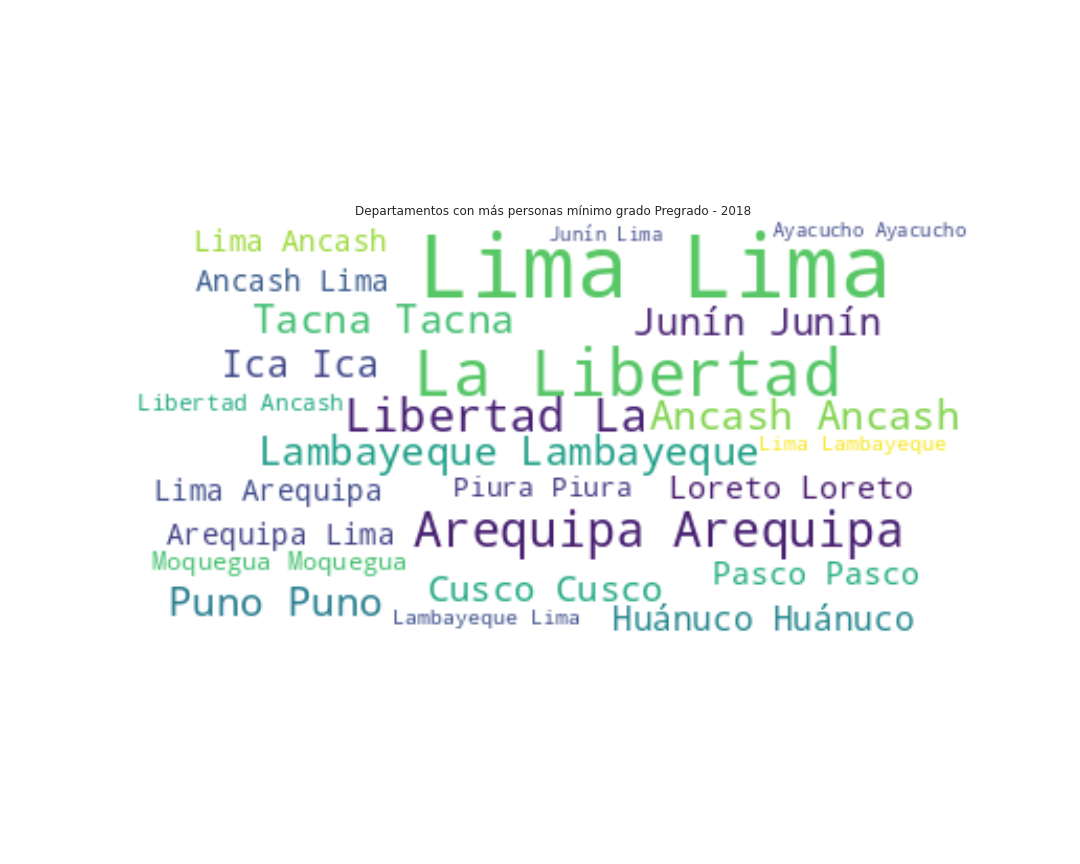 Departamentos con más personas mínimo grado Pregrado - 2018
Lima Ancash
Junín Lima
Ayacucho Ayacucho
Lima Lima
Ancash Lima
Tacna Tacna
Junín Junín
Ica Ica
La Libertad
Libertad Ancash
Libertad La
Ancash Ancash
Lambayeque Lambayeque
Lima Lambayeque
Lima Arequipa
Piura Piura
Loreto Loreto
Arequipa Lima
Arequipa Arequipa
Moquegua Moquegua
Pasco Pasco
Puno Puno
Cusco Cusco
Lambayeque Lima
Huánuco Huánuco